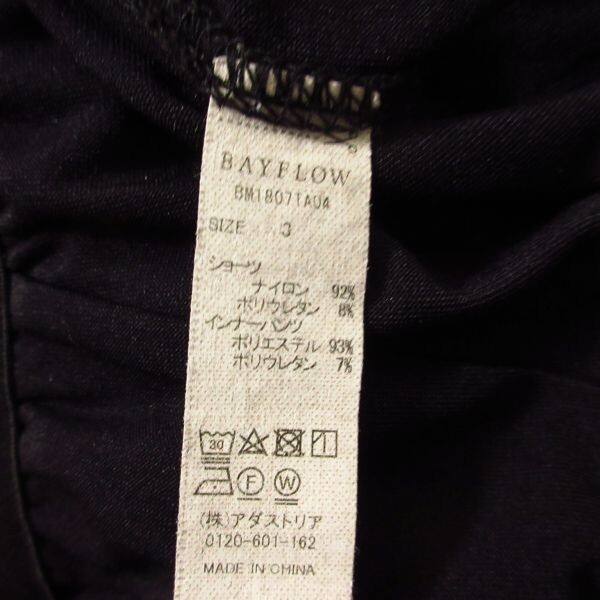 BAYFLOW
BM1807TA04
SIZE 3
ショーツ
ナイロン 92%
ポリウレタン 8%
インナーパンツ
ポリエステル 93%
ポリウレタン 7%
30
F W
(株)アダストリア
0120-601-162
MADE IN CHINA